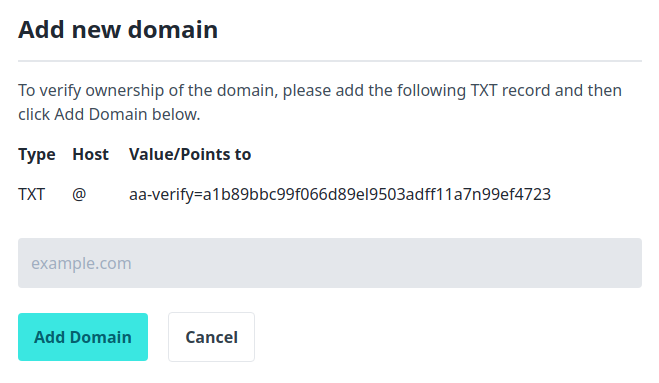 Add new domain
To verify ownership of the domain, please add the following TXT record and then
click Add Domain below.
Type Host Value/Points to
TXT @ aa-verify=a1b89bbc99f066d89el9503adff11a7n99ef4723
example.com
Add Domain Cancel